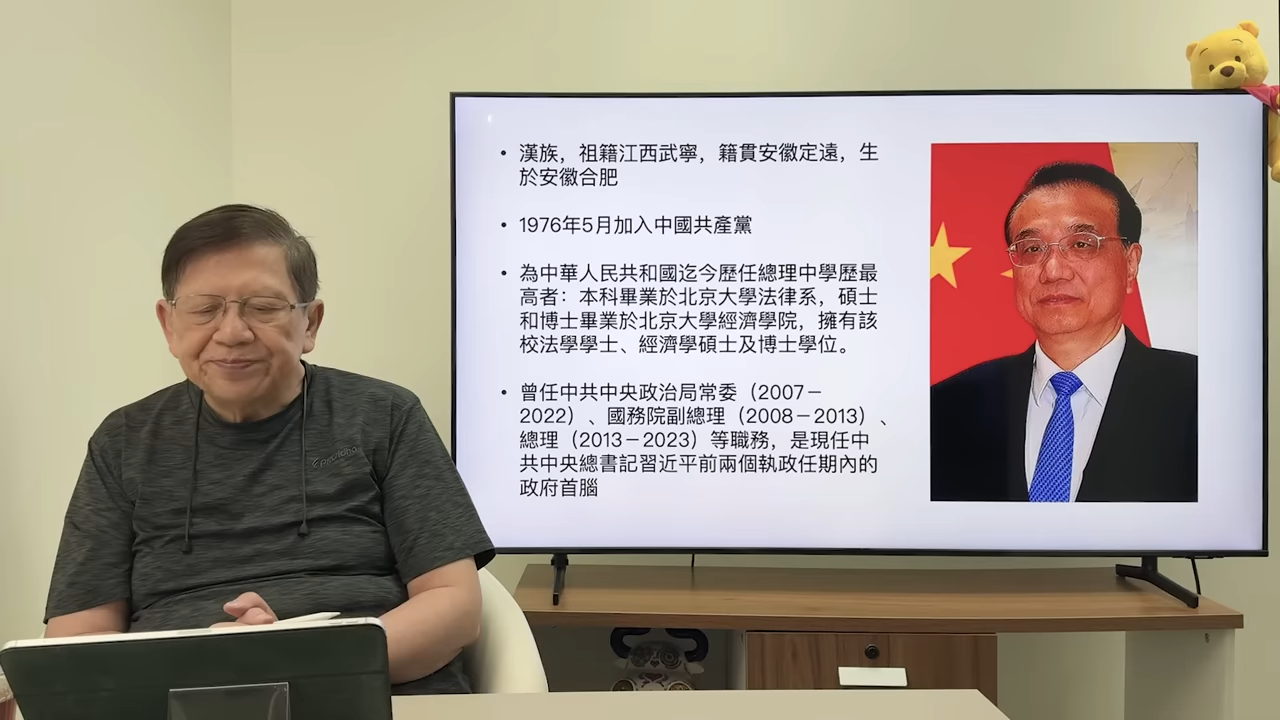 • 漢族，祖籍江西武寧，籍貫安徽定遠，生
於安徽合肥
• 1976年5月加入中國共產黨
• 為中華人民共和國迄今歷任總理中學歷最
高者：本科畢業於北京大學法律系，碩士
和博士畢業於北京大學經濟學院，擁有該
校法學學士、經濟學碩士及博士學位。
• 曾任中共中央政治局常委（2007－
2022）、國務院副總理（2008－2013）、
總理（2013－2023）等職務，是現任中
共中央總書記習近平前兩個執政任期內的
政府首腦